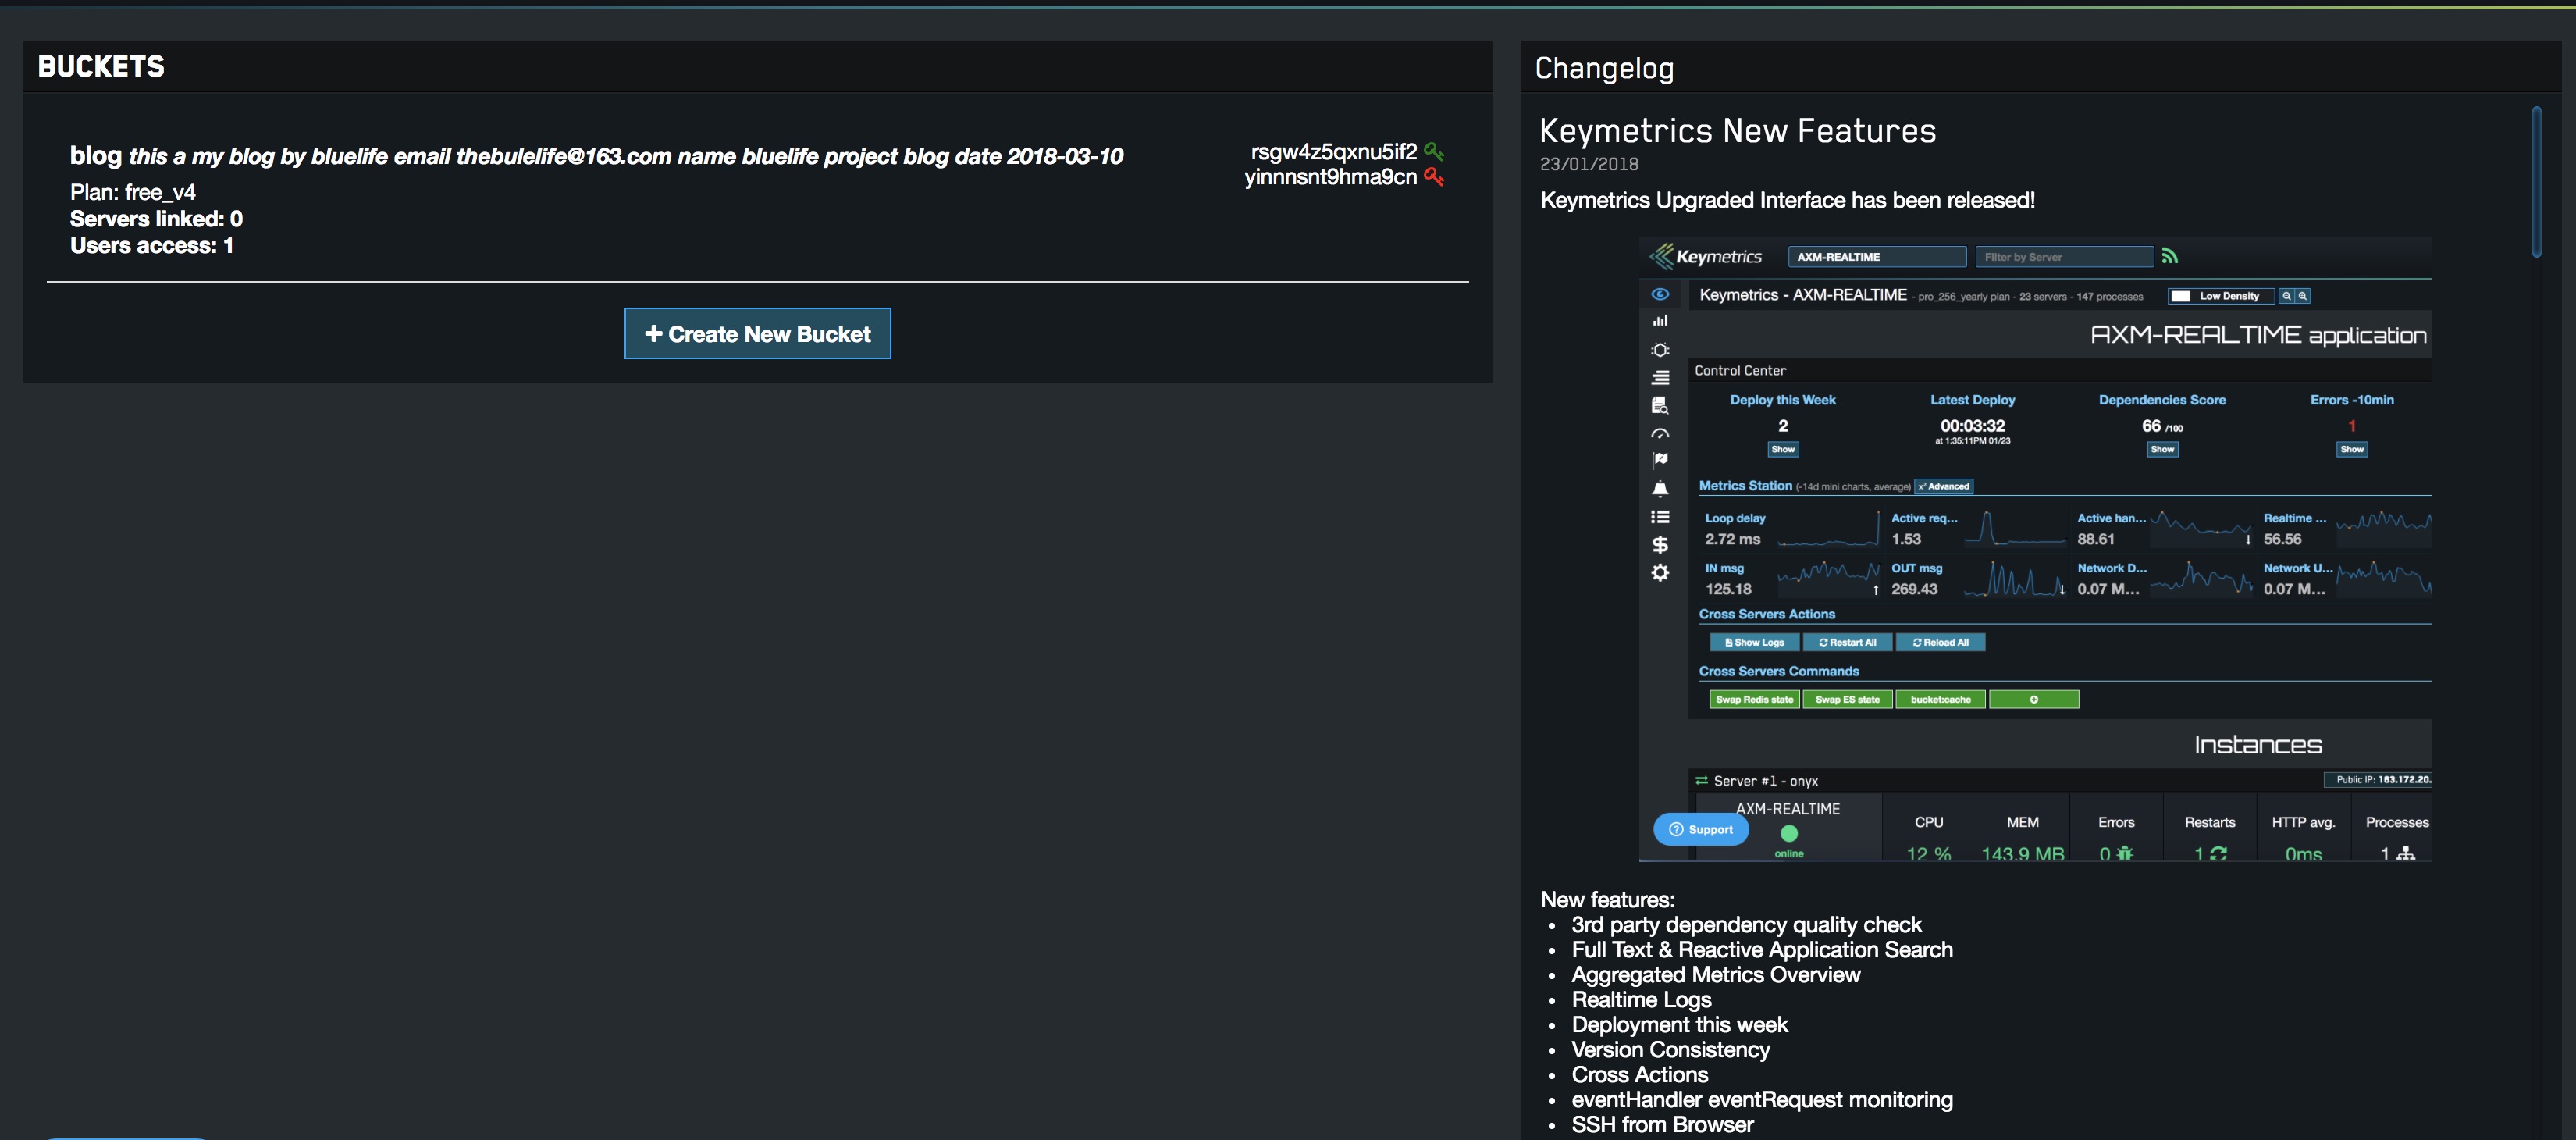 BUCKETS
blog this a my blog by bluelife email thebulelife@163.com name bluelife project blog date 2018-03-10
rsgw4z5qxnu5if2
yinnnsnt9hma9cn
Plan: free_v4
Servers linked: 0
Users access: 1
+ Create New Bucket
Changelog
Keymetrics New Features
23/01/2018
Keymetrics Upgraded Interface has been released!
Keymetrics AXM-REALTIME Filter by Server
Keymetrics - AXM-REALTIME - pro_256_yearly plan - 23 servers - 147 processes Low Density
AXM-REALTIME application
Control Center
Deploy this Week Latest Deploy Dependencies Score Errors -10min
2 00:03:32 66 /100 1
at 1:35:11PM 01/23
Show Show Show
Metrics Station (-14d mini charts, average) x² Advanced
Loop delay Active req... Active han... Realtime ...
2.72 ms 1.53 88.61 56.56
IN msg OUT msg Network D... Network U...
125.18 269.43 0.07 M... 0.07 M...
Cross Servers Actions
Show Logs Restart All Reload All
Cross Servers Commands
Swap Redis state Swap ES state bucket:cache
Instances
Server #1 - onyx Public IP: 163.172.20.
AXM-REALTIME CPU MEM Errors Restarts HTTP avg. Processes
Support
online 12 % 143.9 MB 0 1 0ms 1
New features:
• 3rd party dependency quality check
• Full Text & Reactive Application Search
• Aggregated Metrics Overview
• Realtime Logs
• Deployment this week
• Version Consistency
• Cross Actions
• eventHandler eventRequest monitoring
• SSH from Browser